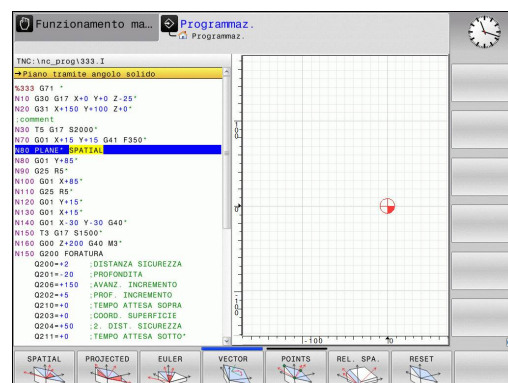 Funzionamento ma...
Programmaz.
Programmaz.
TNC:\nc_prog\333.I
→Piano tramite angolo solido
%333 G71 *
N10 G30 G17 X+0 Y+0 Z-25*
N20 G31 X+150 Y+100 Z+0*
;comment
N30 T5 G17 S2000*
N70 G01 X+15 Y+15 G41 F350*
N80 PLANE* SPATIAL
N80 G01 Y+85*
N90 G25 R5*
N100 G01 X+85*
N110 G25 R5*
N120 G01 Y+15*
N130 G01 X+15*
N140 G01 X-30 Y-30 G40*
N150 T3 G17 S1500*
N160 G00 Z+200 G40 M3*
N150 G200 FORATURA
Q200=+2 ;DISTANZA SICUREZZA
Q201=-20 ;PROFONDITA
Q206=+150 ;AVANZ. INCREMENTO
Q202=+5 ;PROF. INCREMENTO
Q210=+0 ;TEMPO ATTESA SOPRA
Q203=+0 ;COORD. SUPERFICIE
Q204=+50 ;2. DIST. SICUREZZA
Q211=+0 ;TEMPO ATTESA SOTTO*
100
0
-100
-100
0
SPATIAL
PROJECTED
EULER
VECTOR
POINTS
REL. SPA.
RESET